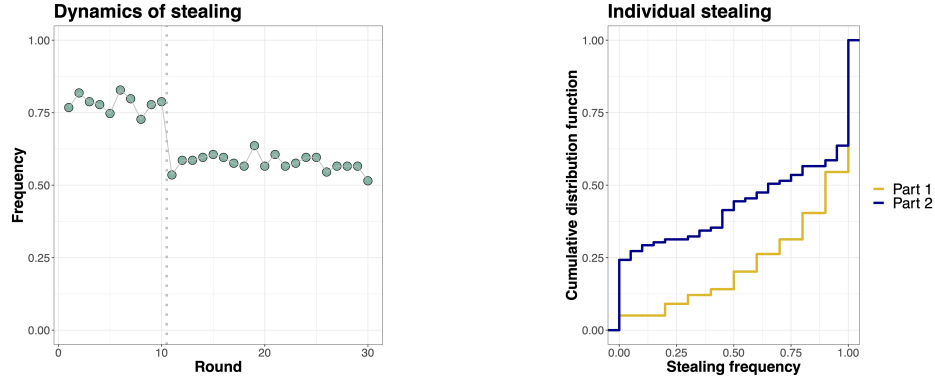 Dynamics of stealing
Frequency
1.00
0.75
0.50
0.25
0.00
0
10
20
30
Round
Individual stealing
Cumulative distribution function
1.00
0.75
0.50
0.25
0.00
0.00
0.25
0.50
0.75
1.00
Stealing frequency
Part 1
Part 2